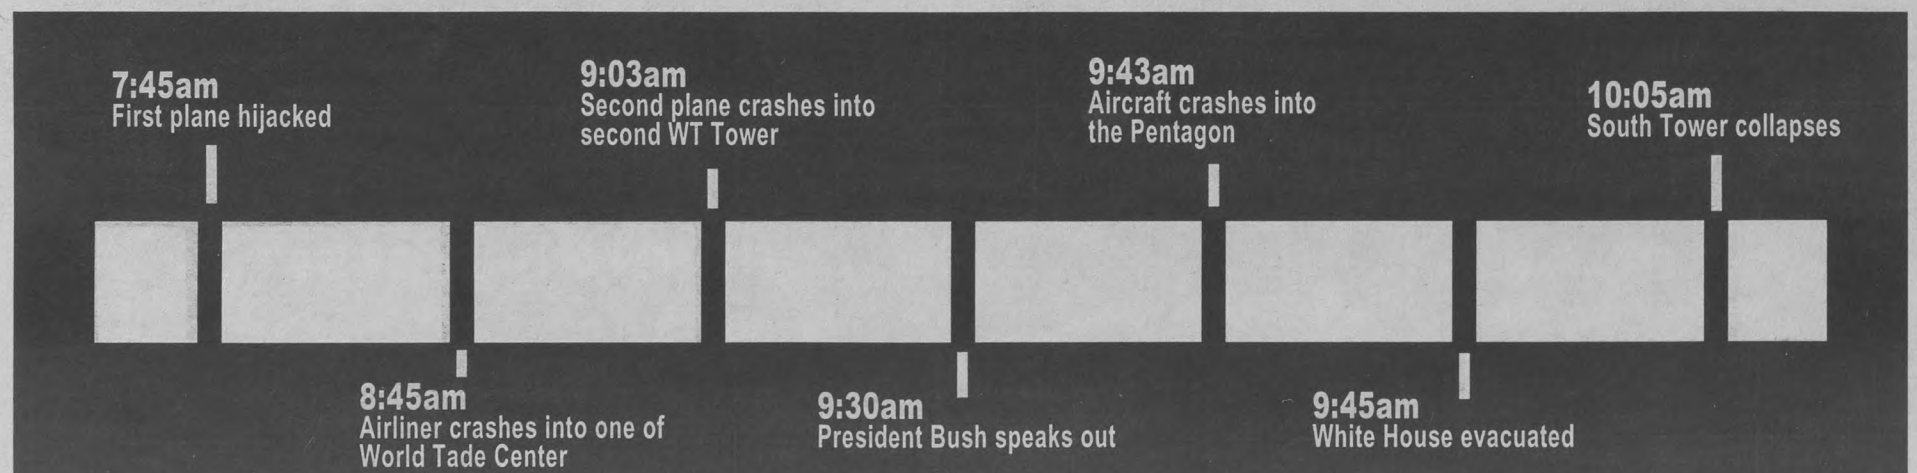 7:45am
First plane hijacked
8:45am
Airliner crashes into one of
World Tade Center
9:03am
Second plane crashes into
second WT Tower
9:30am
President Bush speaks out
9:43am
Aircraft crashes into
the Pentagon
9:45am
White House evacuated
10:05am
South Tower collapses